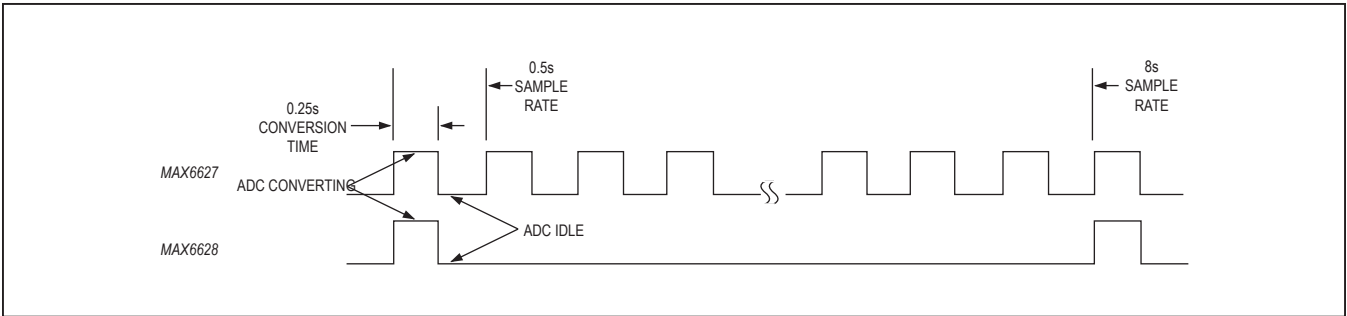 0.5s
SAMPLE
RATE
8s
SAMPLE
RATE
0.25s
CONVERSION
TIME
MAX6627
ADC CONVERTING
ADC IDLE
MAX6628